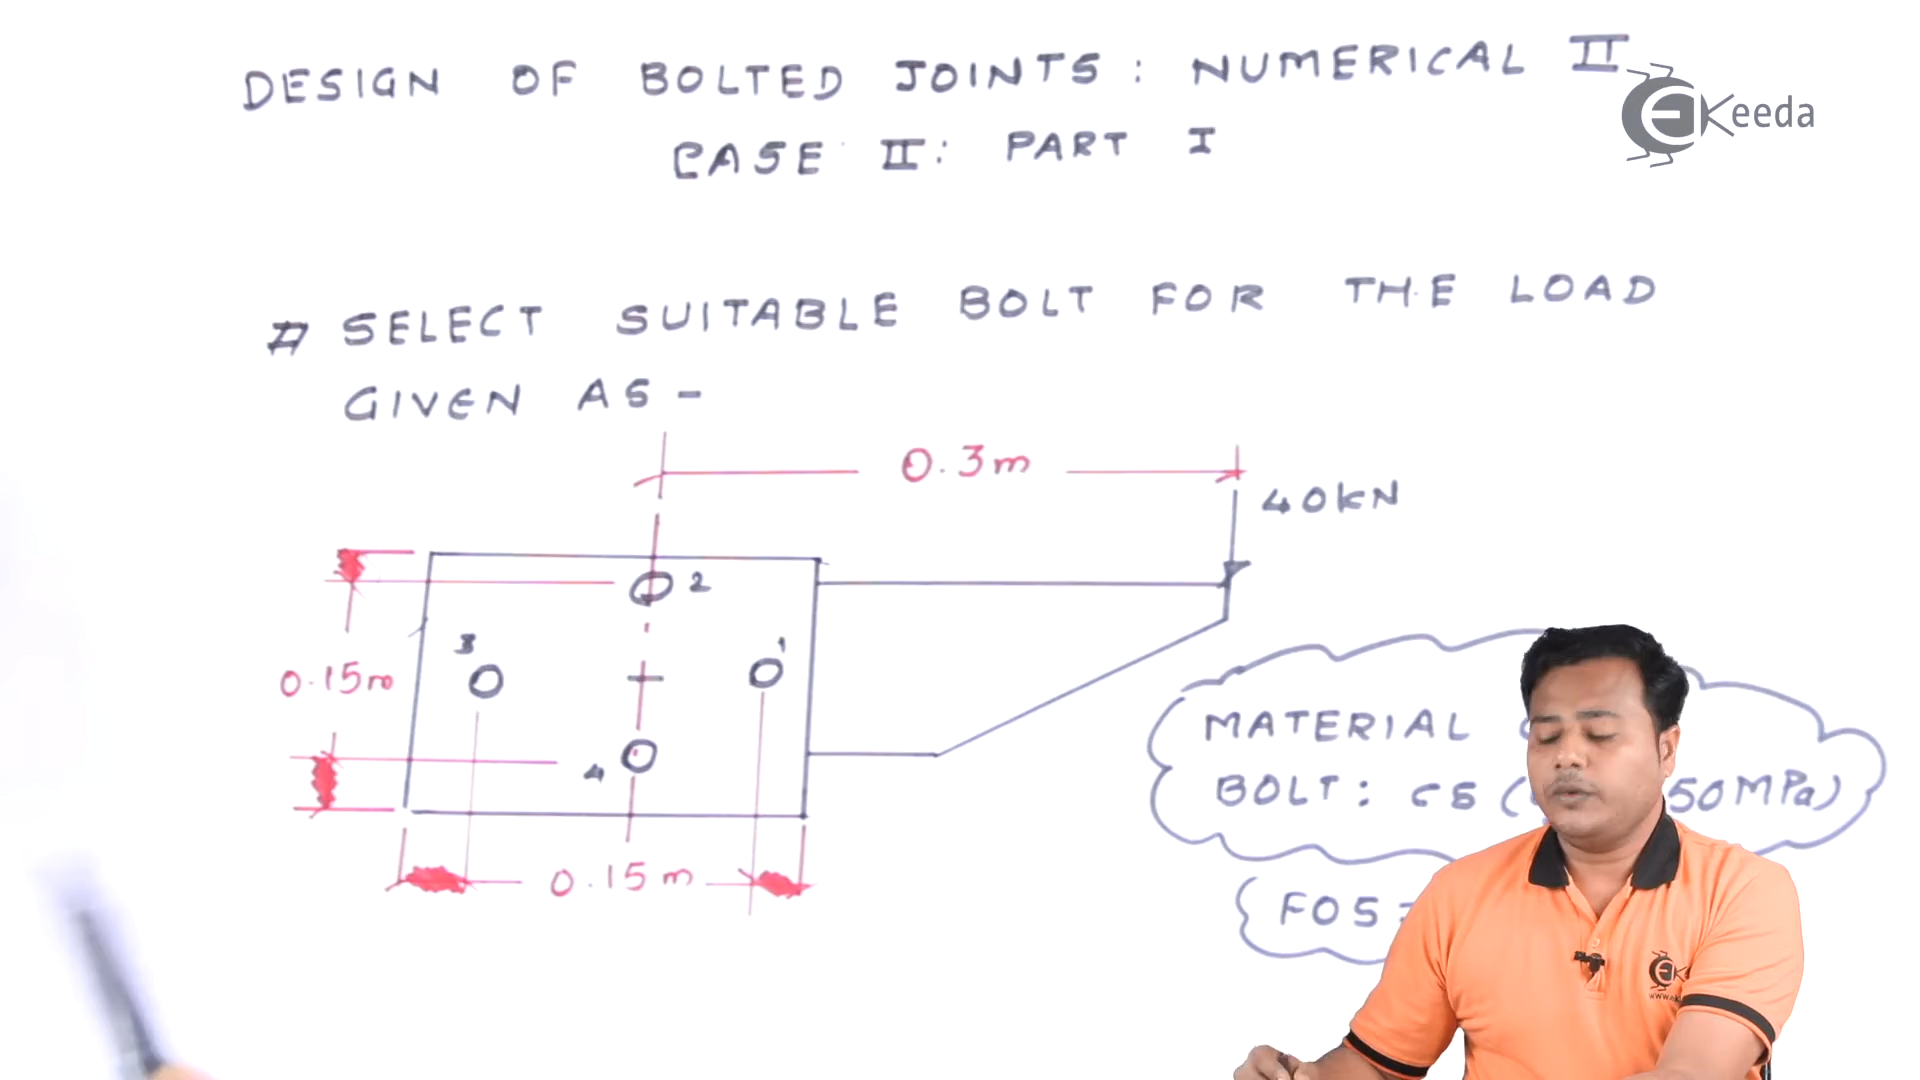 DESIGN OF BOLTED JOINTS: NUMERICAL II
CASE II: PART I
Keeda
# SELECT SUITABLE BOLT FOR THE LOAD
GIVEN AS -
0.3m
40kN
2
3
1
0.15m
4
MATERIAL
BOLT: CS ( 50MPa)
0.15m
FOS